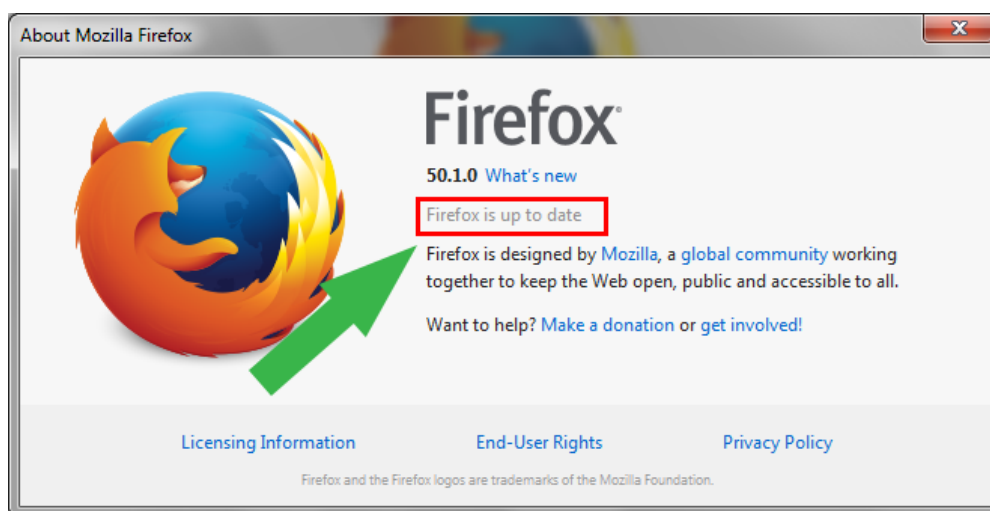 About Mozilla Firefox
Firefox
50.1.0 What's new
Firefox is up to date
Firefox is designed by Mozilla, a global community working
together to keep the Web open, public and accessible to all.
Want to help? Make a donation or get involved!
Licensing Information End-User Rights Privacy Policy
Firefox and the Firefox logos are trademarks of the Mozilla Foundation.